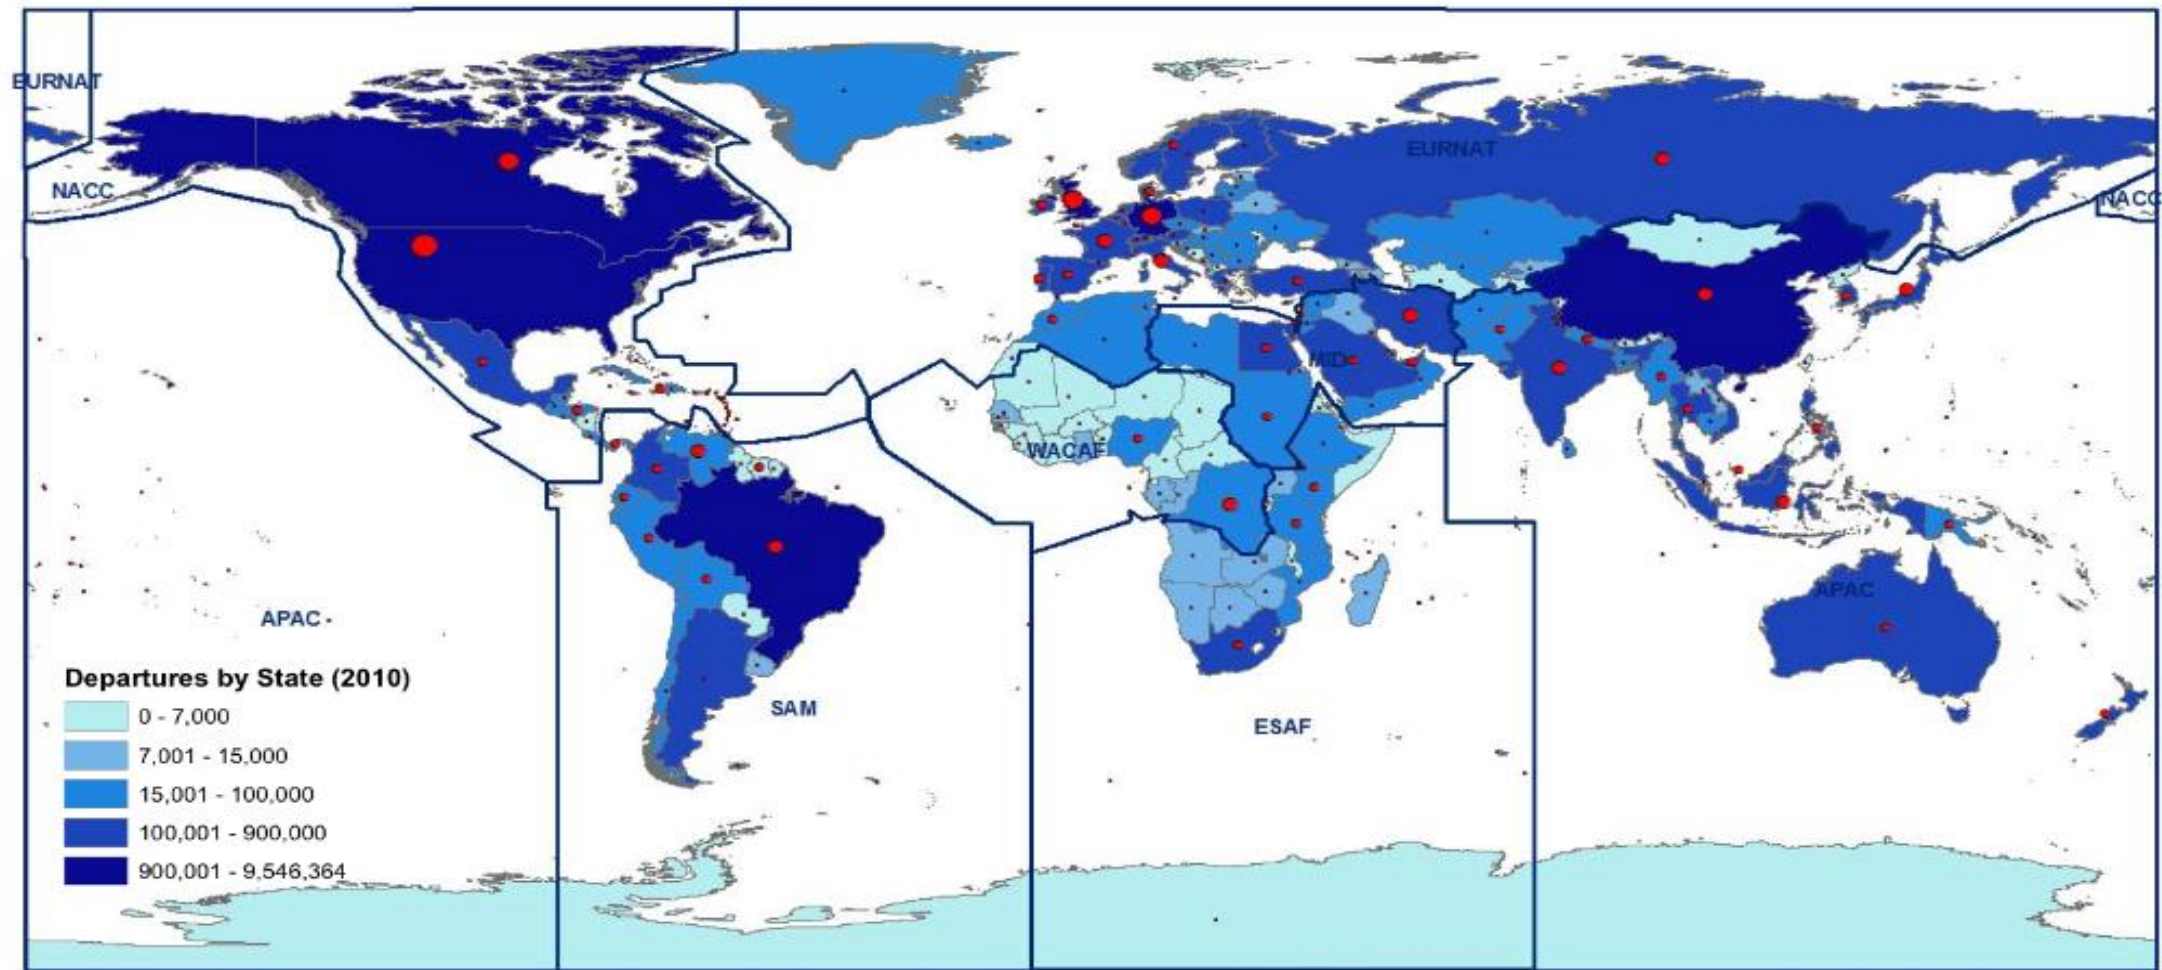 EURNAT
EURNAT
NACC
NACC
MID
WACAF
APAC
APAC
SAM
ESAF
Departures by State (2010)
0 - 7,000
7,001 - 15,000
15,001 - 100,000
100,001 - 900,000
900,001 - 9,546,364